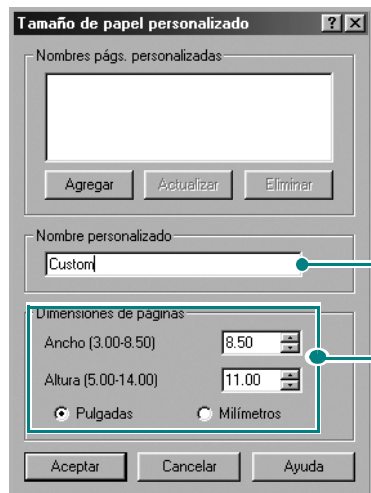 Tamaño de papel personalizado
Nombres págs. personalizadas
Agregar Actualizar Eliminar
Nombre personalizado
Custom
Dimensiones de páginas
Ancho (3.00-8.50) 8.50
Altura (5.00-14.00) 11.00
Pulgadas Milímetros
Aceptar Cancelar Ayuda